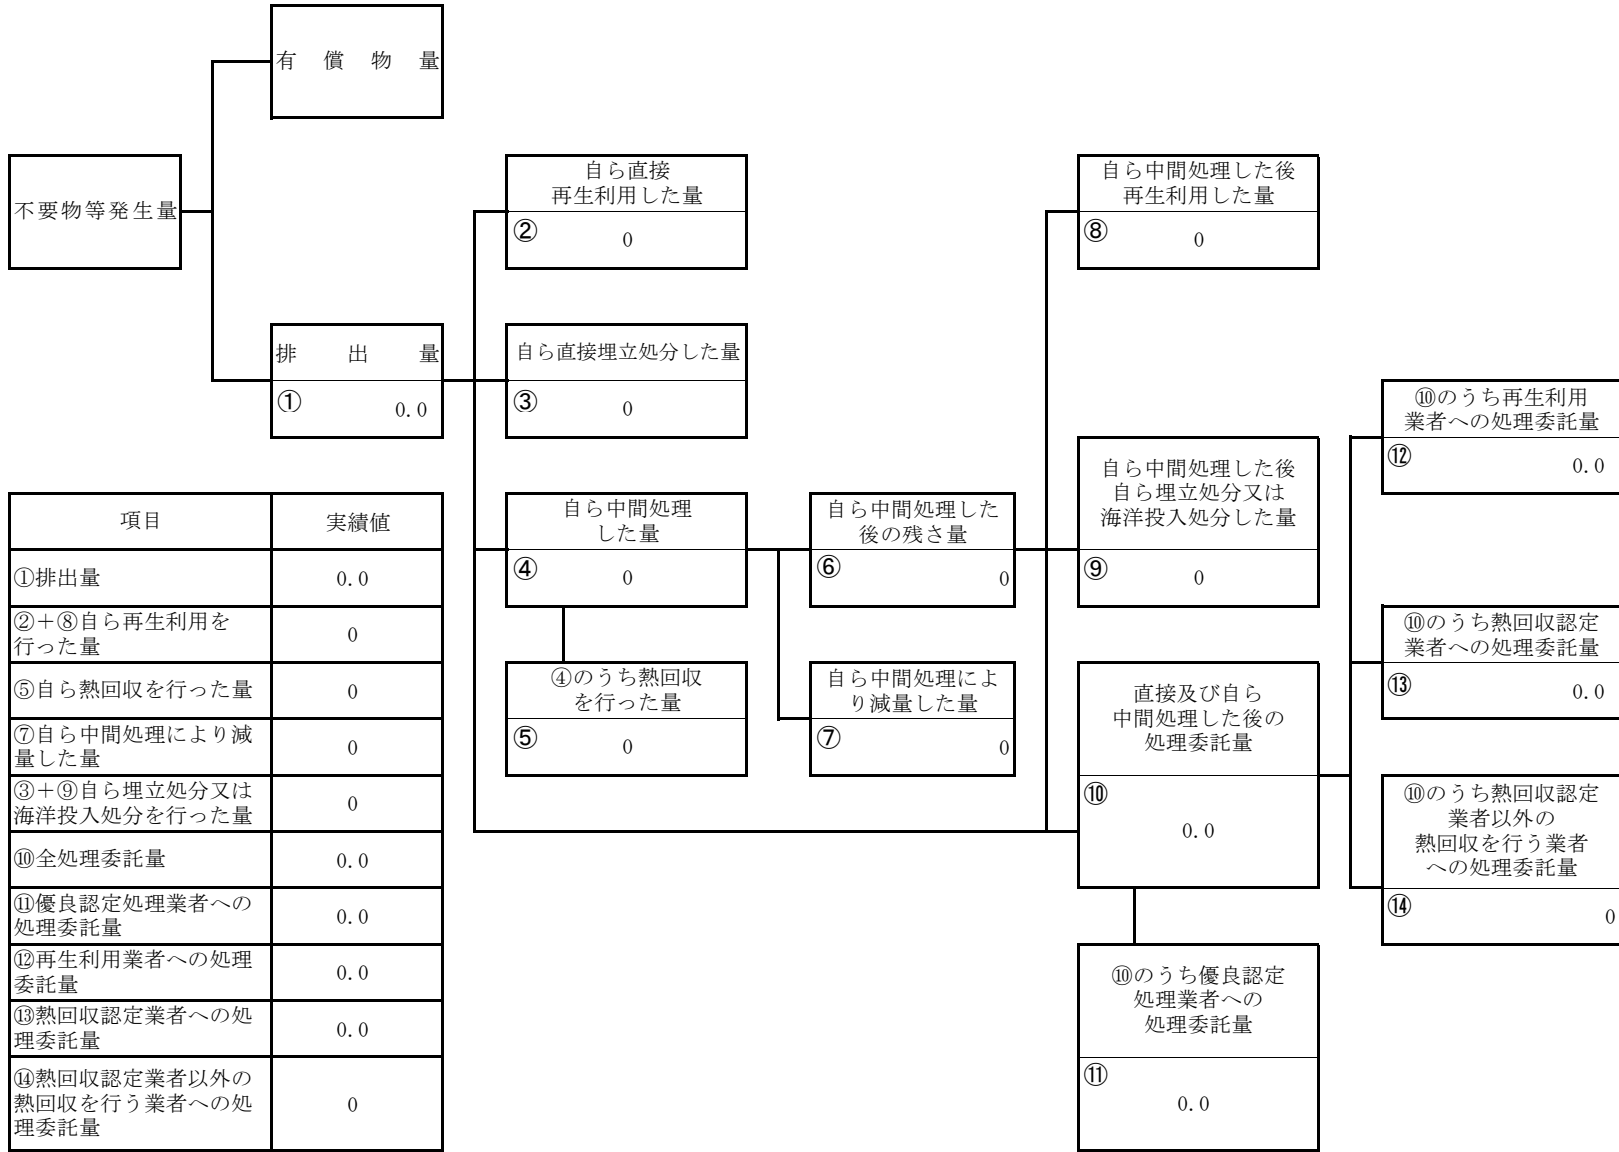 有償物量
不要物等発生量
排出量
①
0.0
自ら直接
再生利用した量
②
0
自ら直接埋立処分した量
③
0
自ら中間処理
した量
④
0
④のうち熱回収
を行った量
⑤
0
自ら中間処理した
後の残さ量
⑥
0
自ら中間処理によ
り減量した量
⑦
0
自ら中間処理した後
再生利用した量
⑧
0
自ら中間処理した後
自ら埋立処分又は
海洋投入処分した量
⑨
0
直接及び自ら
中間処理した後の
処理委託量
⑩
0.0
⑩のうち優良認定
処理業者への
処理委託量
⑪
0.0
⑩のうち再生利用
業者への処理委託量
⑫
0.0
⑩のうち熱回収認定
業者への処理委託量
⑬
0.0
⑩のうち熱回収認定
業者以外の
熱回収を行う業者
への処理委託量
⑭
0
項目 実績値
①排出量 0.0
②＋⑧自ら再生利用を
行った量
0
⑤自ら熱回収を行った量 0
⑦自ら中間処理により減
量した量
0
③＋⑨自ら埋立処分又は
海洋投入処分を行った量
0
⑩全処理委託量 0.0
⑪優良認定処理業者への
処理委託量
0.0
⑫再生利用業者への処理
委託量
0.0
⑬熱回収認定業者への処
理委託量
0.0
⑭熱回収認定業者以外の
熱回収を行う業者への処
理委託量
0